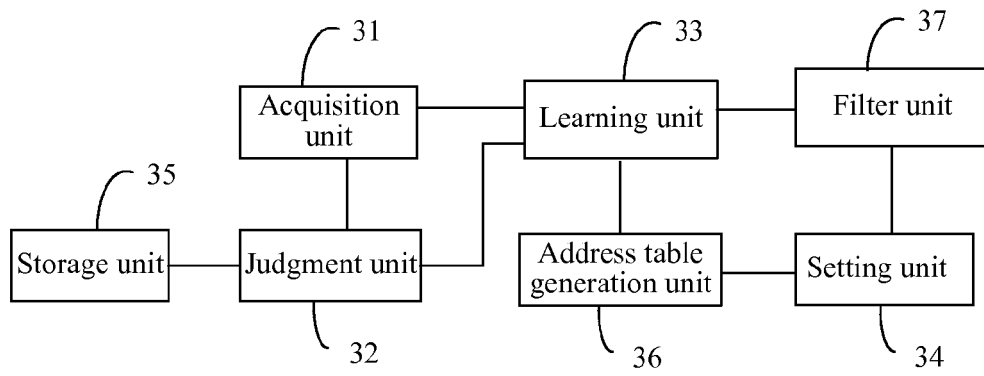 31
33
37
Acquisition
unit
Learning unit
Filter unit
35
Storage unit
Judgment unit
Address table
generation unit
Setting unit
32
36
34